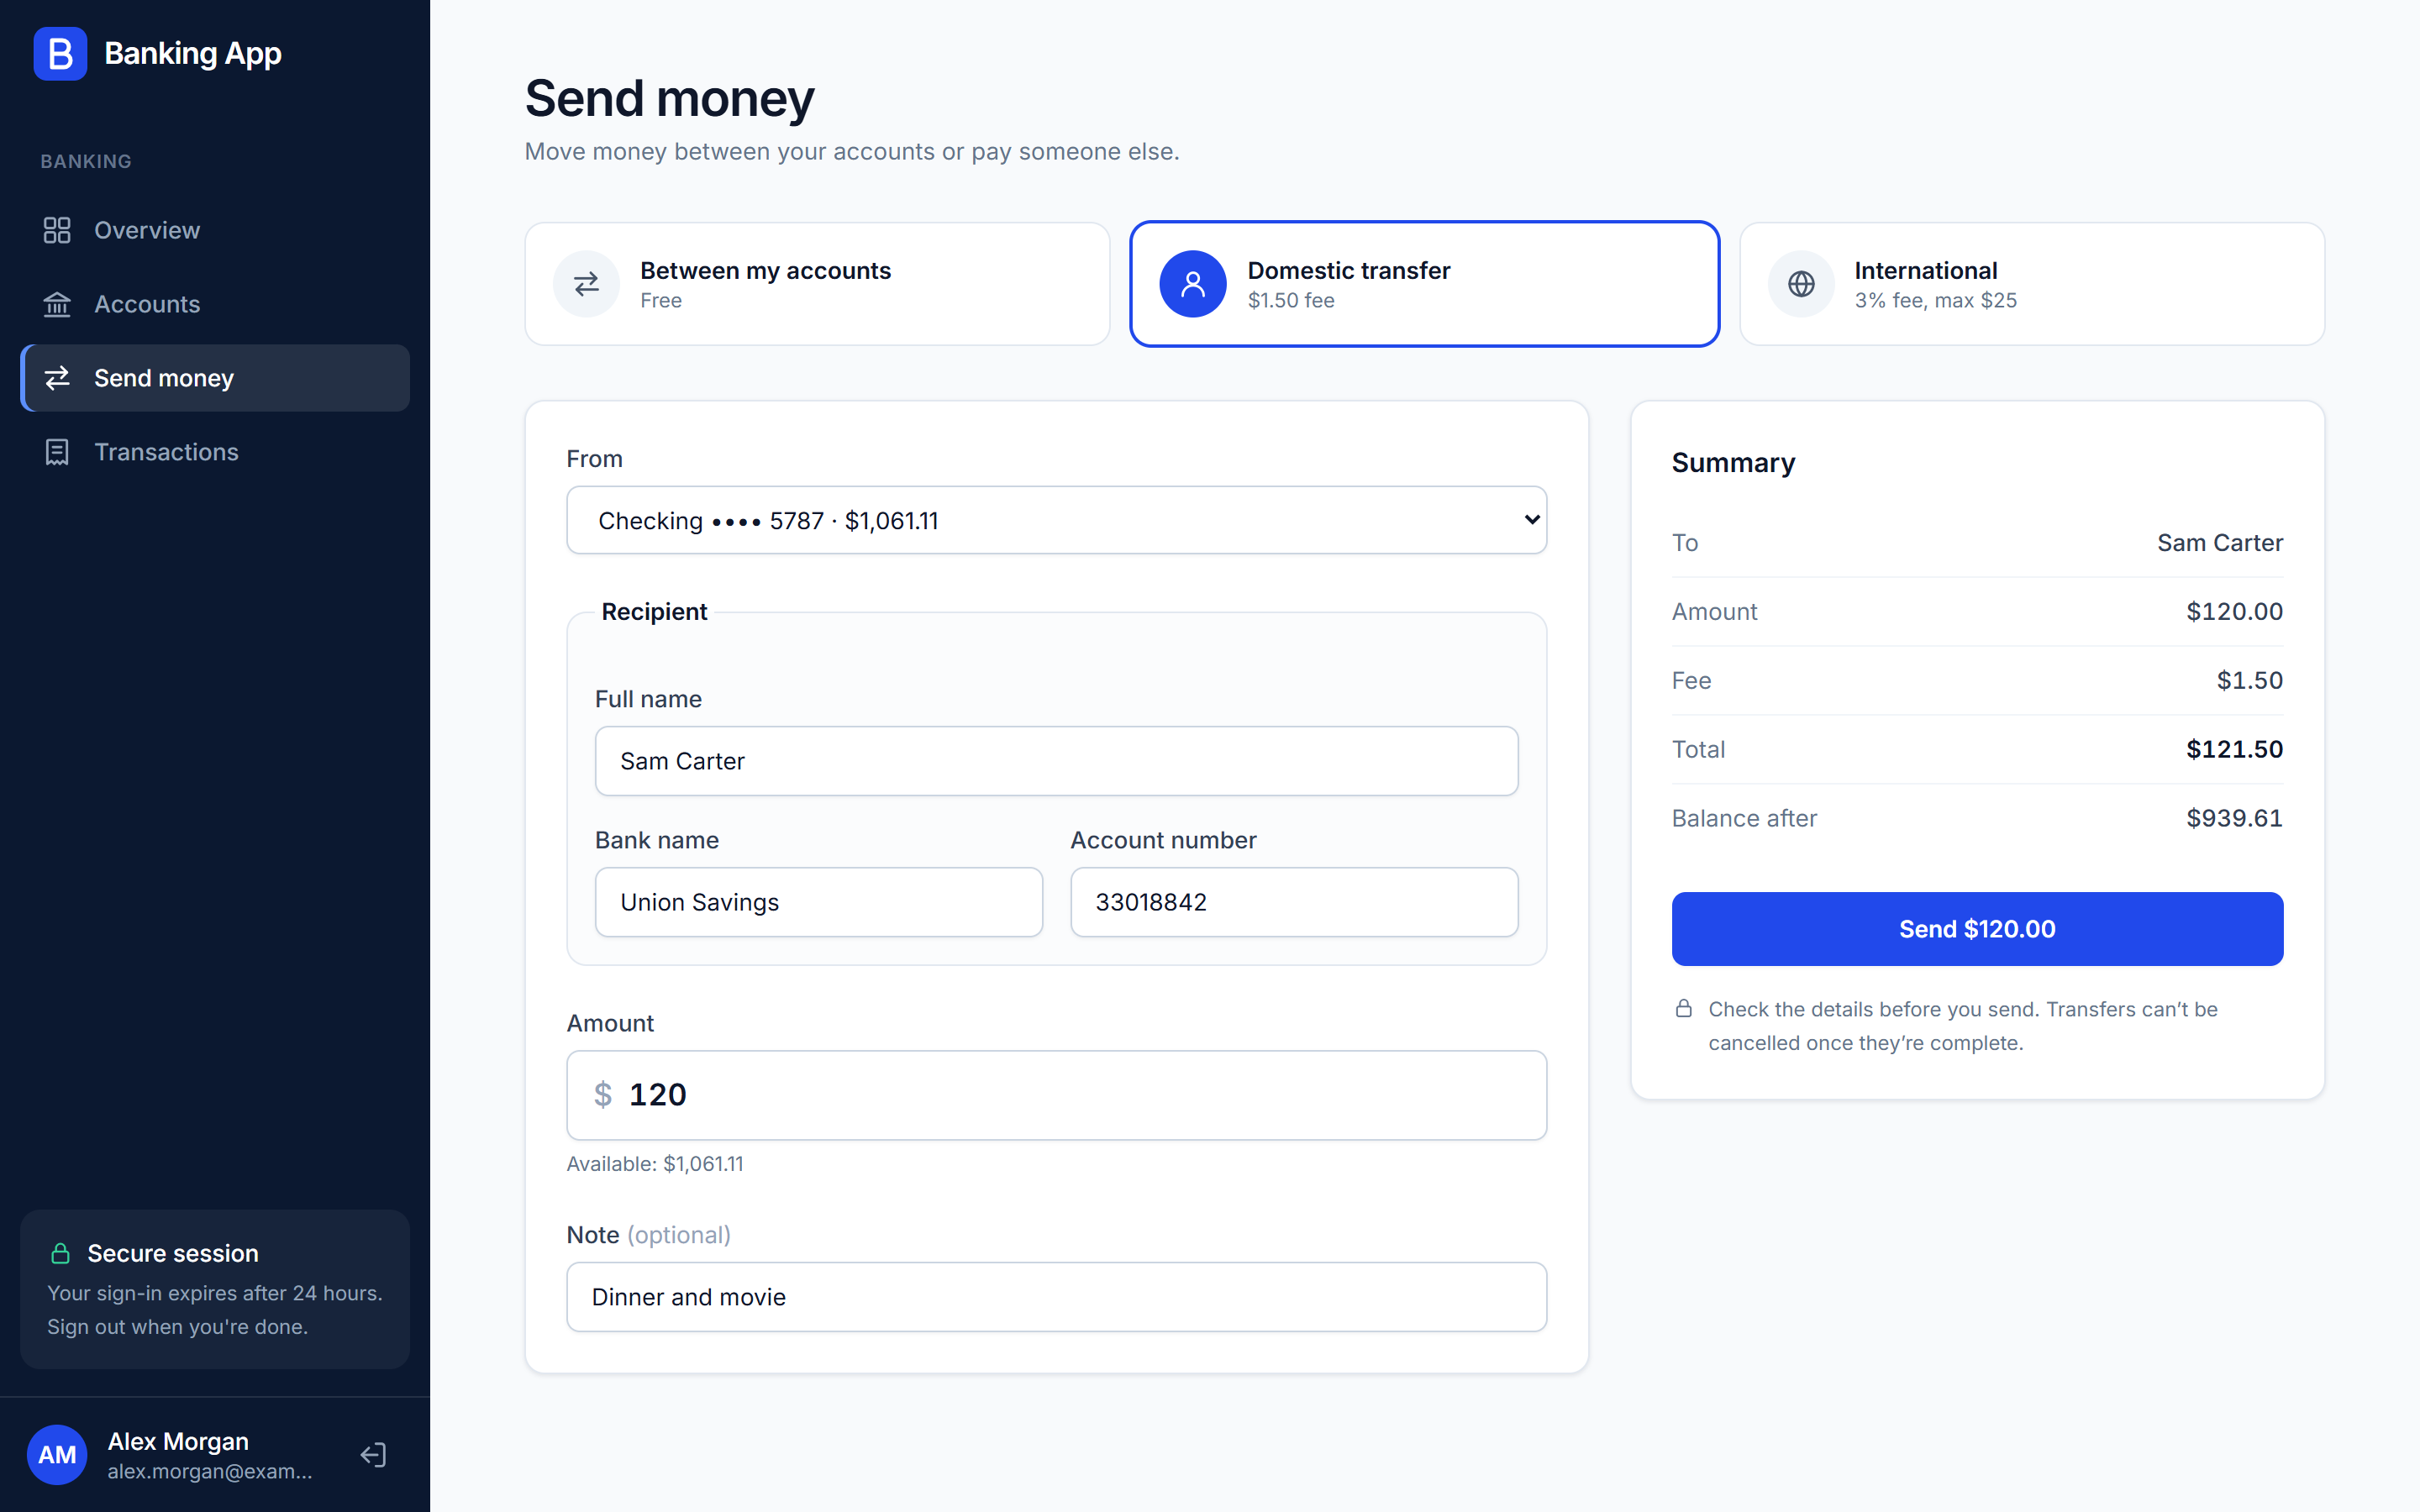 B Banking App
BANKING
Overview
Accounts
Send money
Transactions
Secure session
Your sign-in expires after 24 hours.
Sign out when you're done.
AM
Alex Morgan
alex.morgan@exam...
Send money
Move money between your accounts or pay someone else.
Between my accounts
Free
Domestic transfer
$1.50 fee
International
3% fee, max $25
From
Checking •••• 5787 · $1,061.11
Recipient
Full name
Sam Carter
Bank name
Union Savings
Account number
33018842
Amount
$ 120
Available: $1,061.11
Note (optional)
Dinner and movie
Summary
To Sam Carter
Amount $120.00
Fee $1.50
Total $121.50
Balance after $939.61
Send $120.00
Check the details before you send. Transfers can’t be
cancelled once they’re complete.